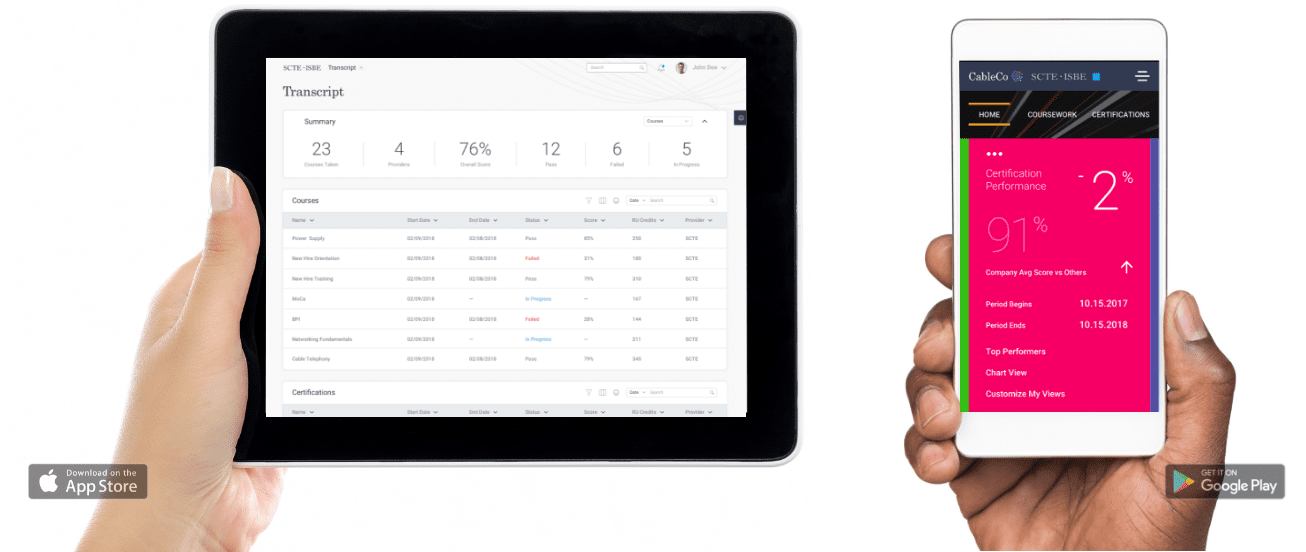 SCTE • ISBE Transcript Search John Doe
Transcript
Summary Courses
23 4 76% 12 6 5
Courses Taken Providers Overall Score Pass Failed In Progress
Courses Date Search
Name Start Date End Date Status Score RU Credits Provider
Power Supply 02/09/2018 02/08/2018 Pass 85% 250 SCTE
New Hire Orientation 02/09/2018 02/08/2018 Failed 31% SCTE
New Hire Training 02/09/2018 02/08/2018 Pass 79% 316 SCTE
MoCa 02/09/2018 — In Progress — 167 SCTE
BPI 02/09/2018 02/08/2018 Failed 144 SCTE
Networking Fundamentals 02/09/2018 — In Progress — 311 SCTE
Cable Telephony 02/09/2018 02/08/2018 Pass 79% 345 SCTE
Certifications Date Search
Name Start Date End Date Status Score RU Credits Provider
CableCo SCTE • ISBE
HOME COURSEWORK CERTIFICATIONS
Certification
Performance
- 2%
91%
Company Avg Score vs Others
Period Begins 10.15.2017
Period Ends 10.15.2018
Top Performers
Chart View
Customize My Views
Download on the
App Store
GET IT ON
Google Play